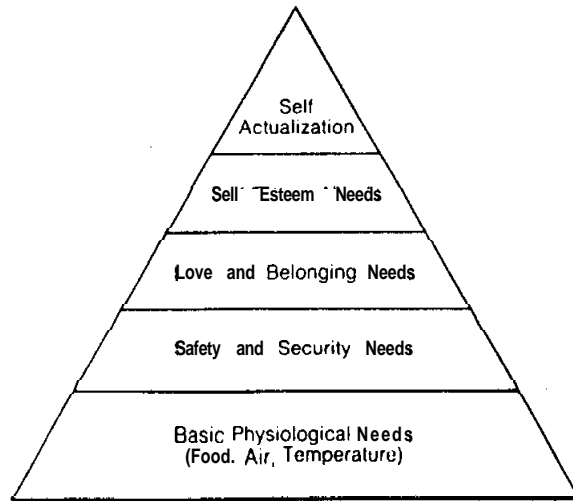 Self
Actualization
Sell Esteem Needs
Love and Belonging Needs
Safety and Security Needs
Basic Physiological Needs
(Food. Air, Temperature)